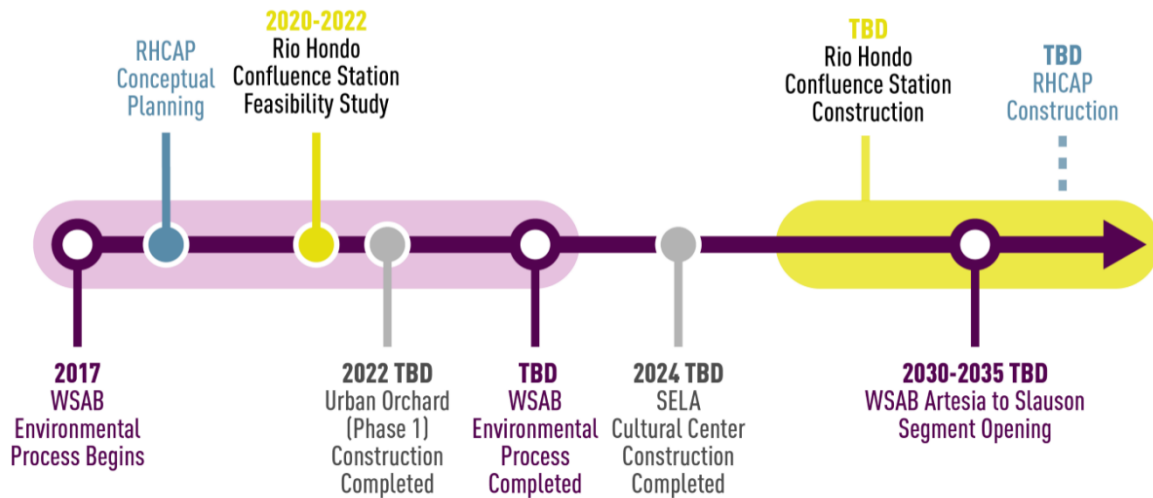 RHCAP
Conceptual
Planning
2020-2022
Rio Hondo
Confluence Station
Feasibility Study
TBD
Rio Hondo
Confluence Station
Construction
TBD
RHCAP
Construction
2017
WSAB
Environmental
Process Begins
2022 TBD
Urban Orchard
(Phase 1)
Construction
Completed
TBD
WSAB
Environmental
Process
Completed
2024 TBD
SELA
Cultural Center
Construction
Completed
2030-2035 TBD
WSAB Artesia to Slauson
Segment Opening